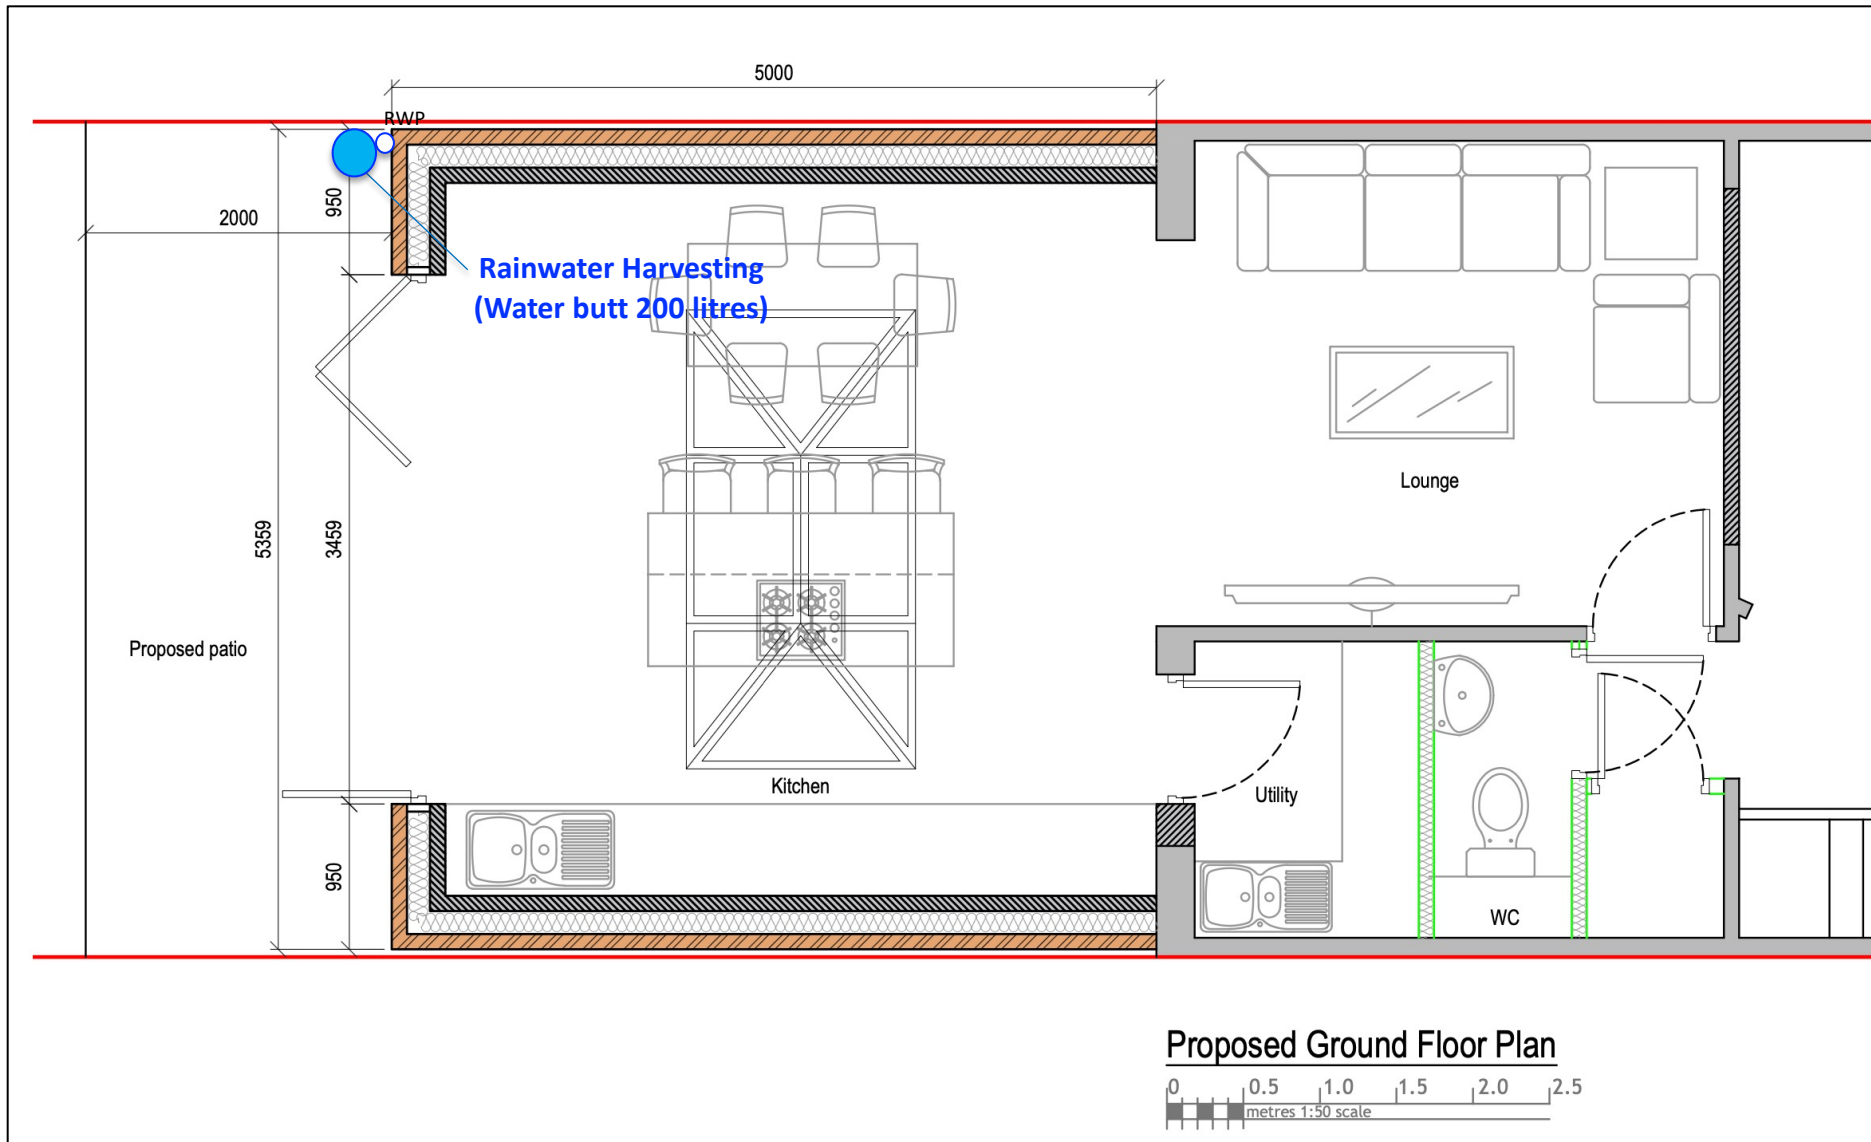 5000
RWP
950
2000
Rainwater Harvesting
(Water butt 200 litres)
Lounge
5359
3459
Proposed patio
Kitchen
Utility
950
WC
Proposed Ground Floor Plan
0 0.5 1.0 1.5 2.0 2.5
metres 1:50 scale